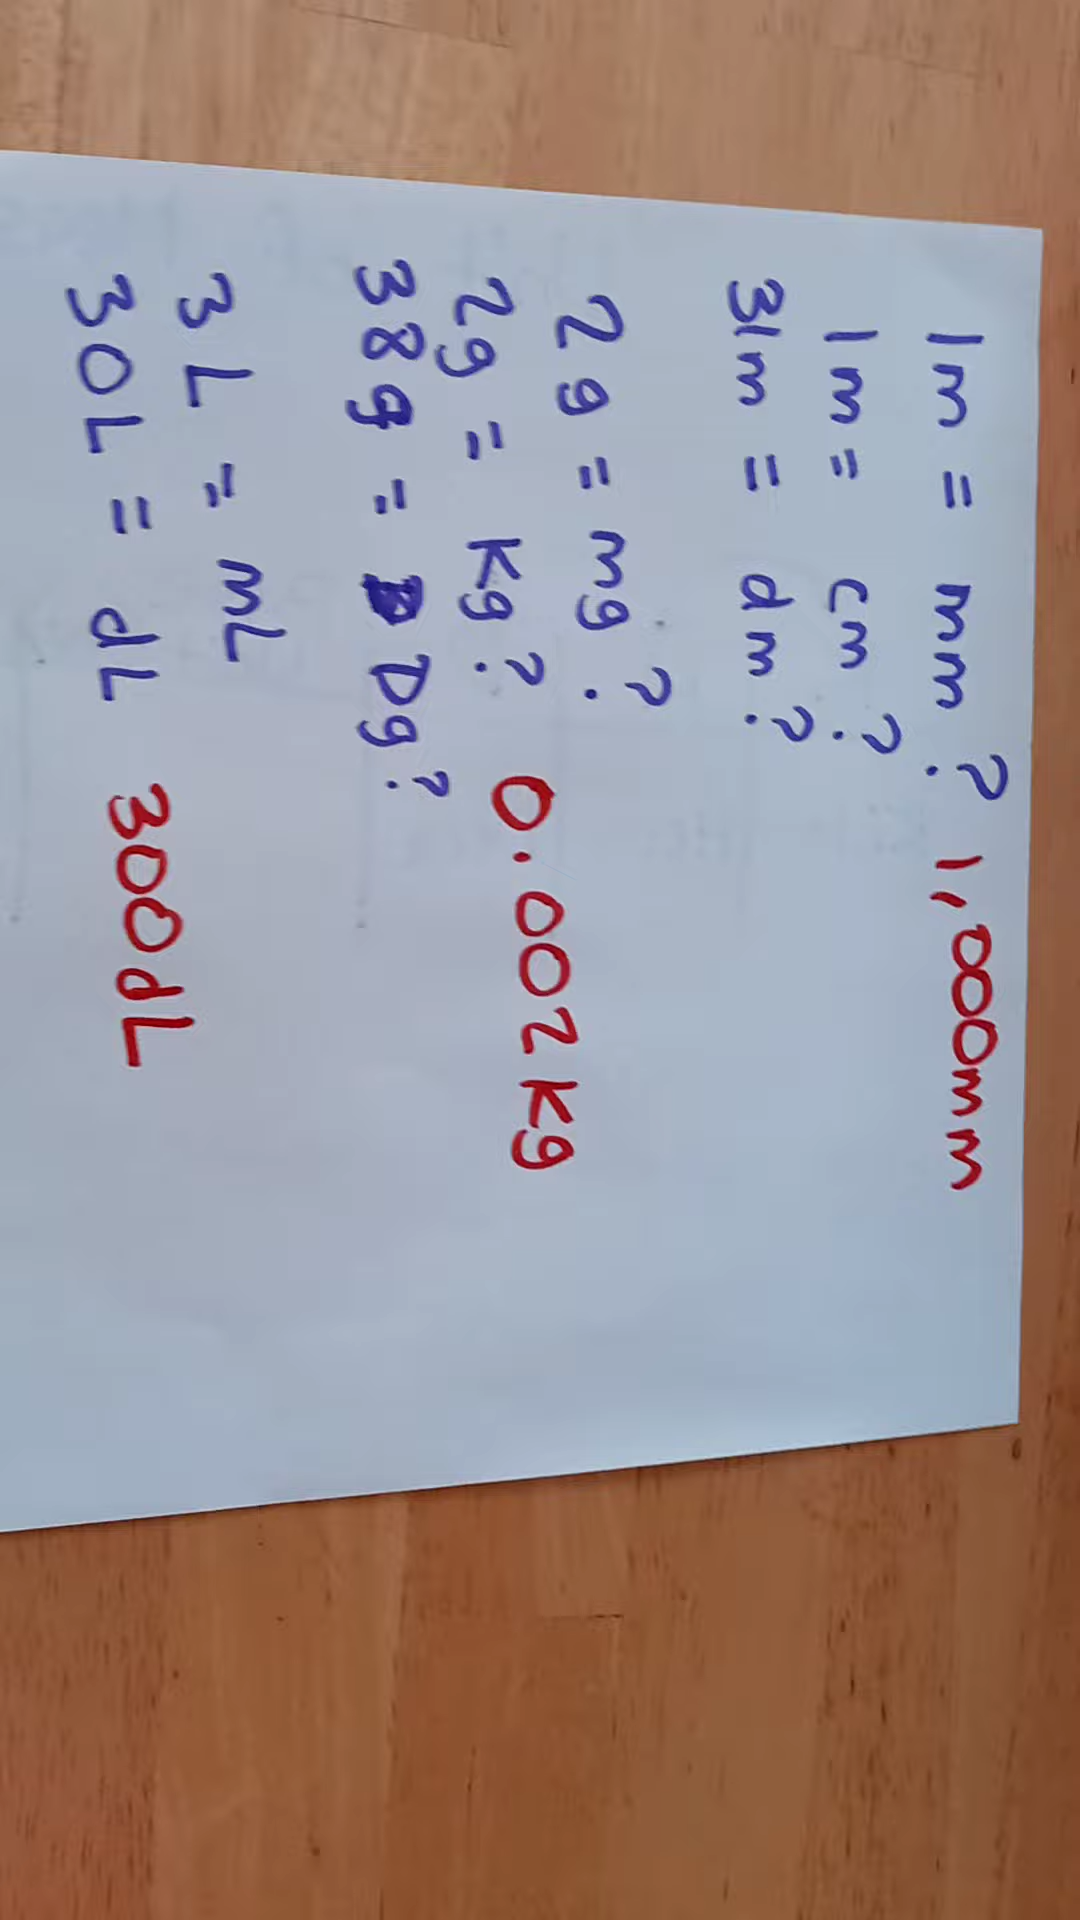 1m = mm? 1,000mm
1m = cm?
31m = dm?
2g = mg?
2g = kg? 0.002kg
38g = Dg?
3L = mL
30L = dL 300dL